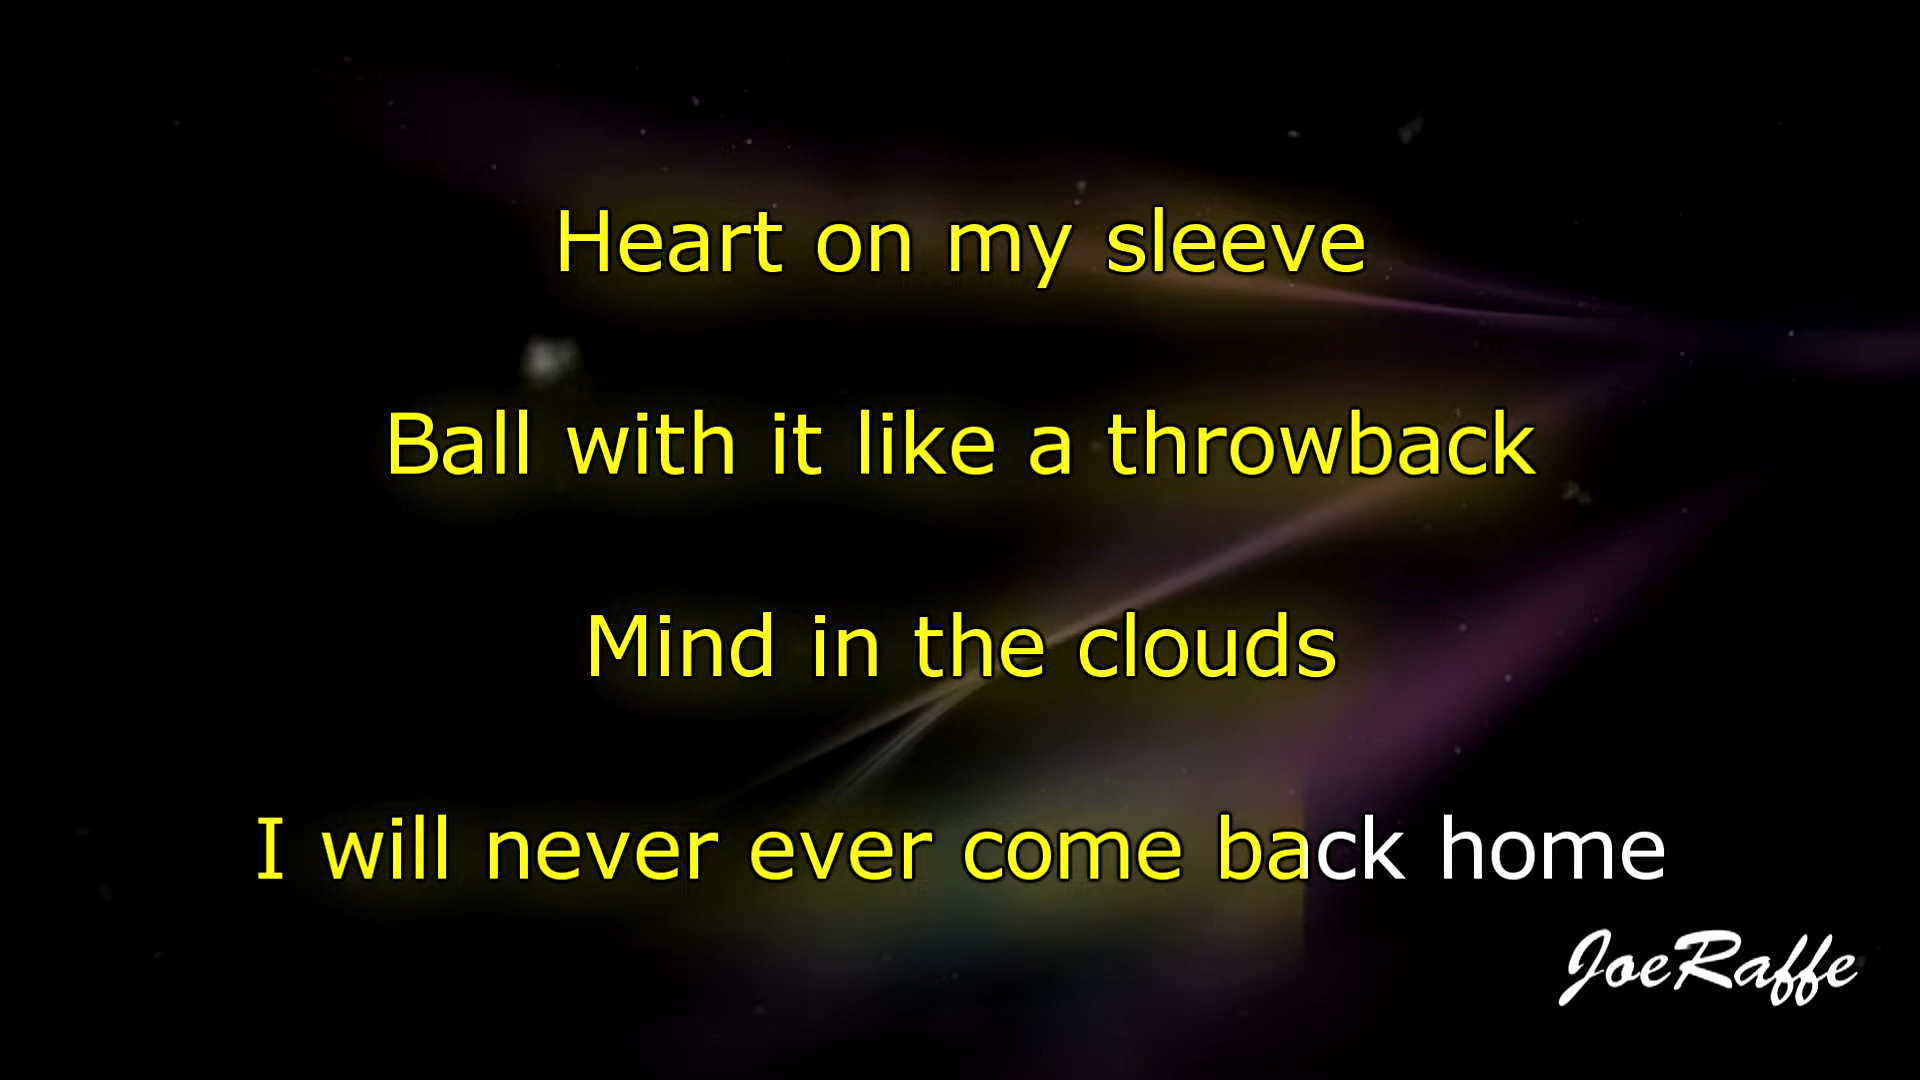 Heart on my sleeve
Ball with it like a throwback
Mind in the clouds
I will never ever come back home
JoeRaffe